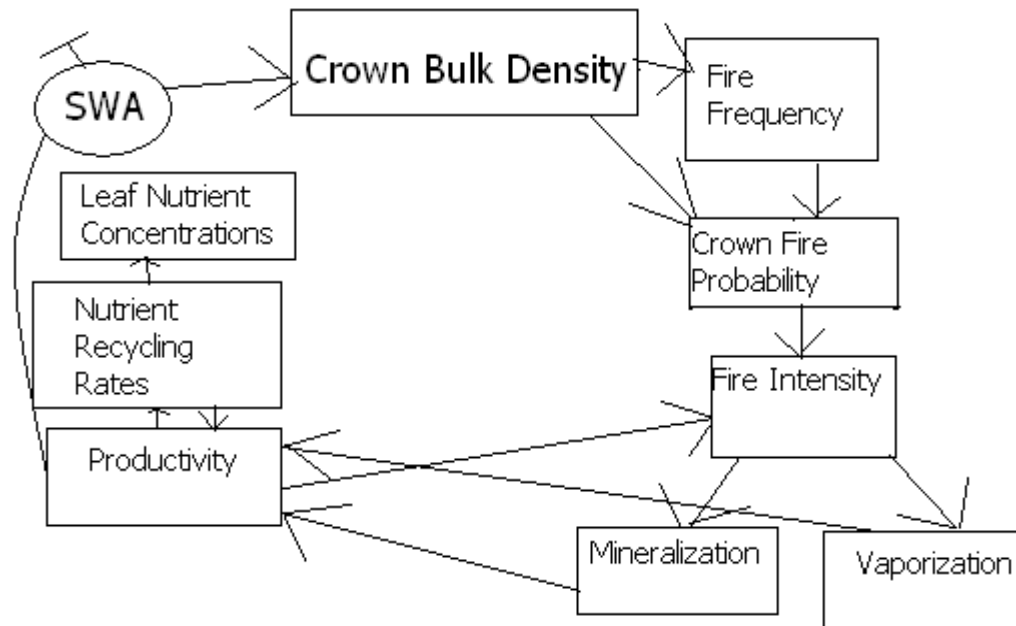 SWA
Crown Bulk Density
Fire
Frequency
Leaf Nutrient
Concentrations
Crown Fire
Probability
Nutrient
Recycling
Rates
Fire Intensity
Productivity
Mineralization
Vaporization